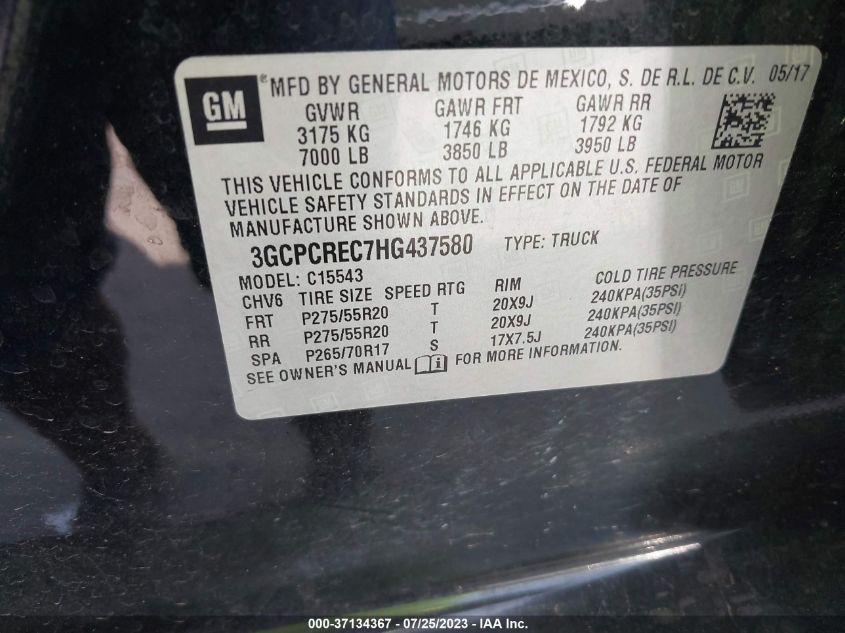 GM
® MFD BY GENERAL MOTORS DE MEXICO, S. DE R.L. DE C.V. 05/17
GVWR GAWR FRT GAWR RR
3175 KG 1746 KG 1792 KG
7000 LB 3850 LB 3950 LB
THIS VEHICLE CONFORMS TO ALL APPLICABLE U.S. FEDERAL MOTOR
VEHICLE SAFETY STANDARDS IN EFFECT ON THE DATE OF
MANUFACTURE SHOWN ABOVE.
3GCPCREC7HG437580 TYPE: TRUCK
MODEL: C15543
CHV6 TIRE SIZE SPEED RTG RIM COLD TIRE PRESSURE
FRT P275/55R20 T 20X9J 240KPA(35PSI)
RR P275/55R20 T 20X9J 240KPA(35PSI)
SPA P265/70R17 S 17X7.5J 240KPA(35PSI)
SEE OWNER'S MANUAL i FOR MORE INFORMATION.
000-37134367 - 07/25/2023 - IAA Inc.